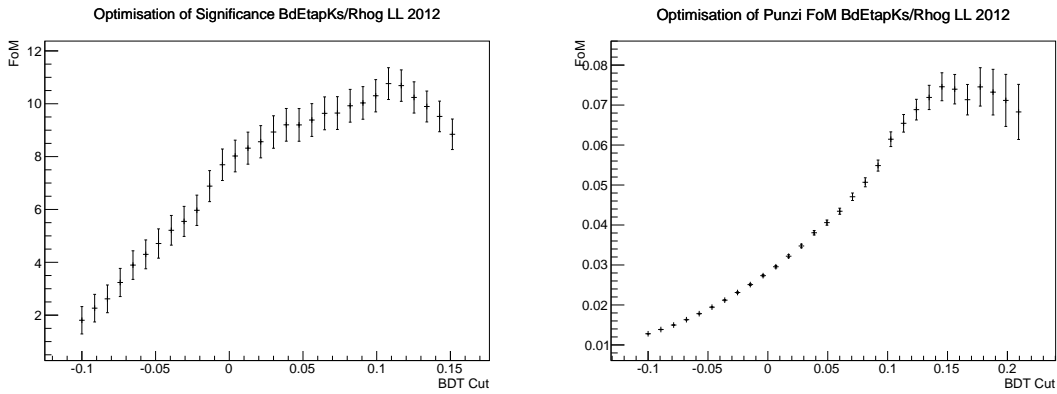 Optimisation of Significance BdEtapKs/Rhog LL 2012
FoM
12
10
8
6
4
2
-0.1 -0.05 0 0.05 0.1 0.15
BDT Cut
Optimisation of Punzi FoM BdEtapKs/Rhog LL 2012
FoM
0.08
0.07
0.06
0.05
0.04
0.03
0.02
0.01
-0.1 -0.05 0 0.05 0.1 0.15 0.2
BDT Cut